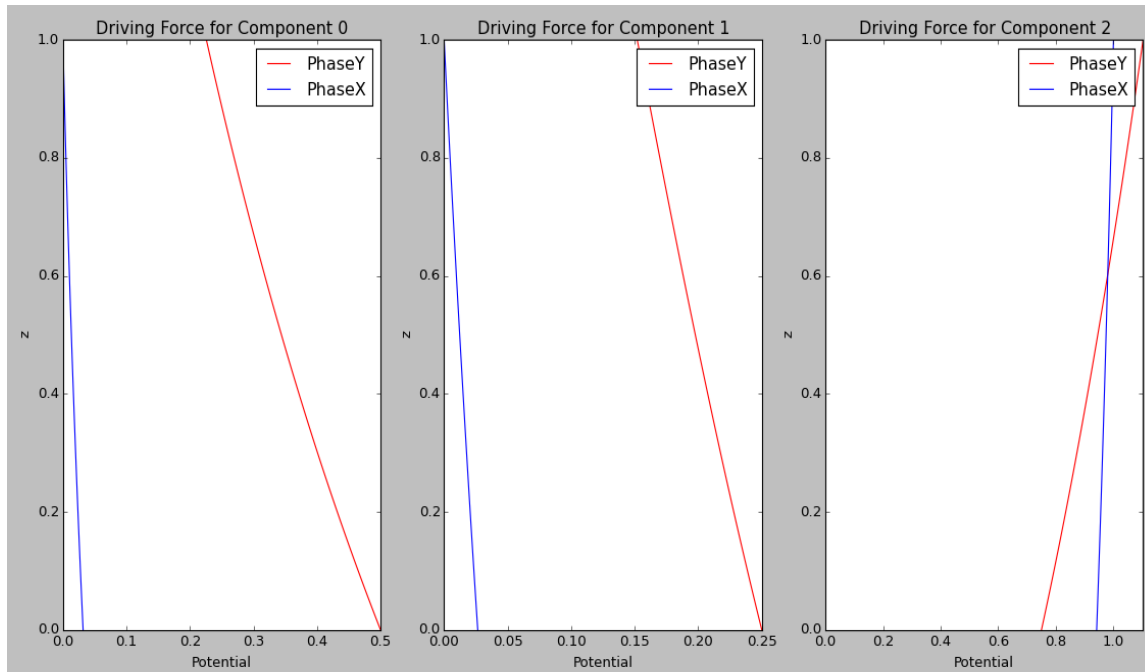 Driving Force for Component 0
1.0
0.8
0.6
0.4
0.2
0.0
z
0.0 0.1 0.2 0.3 0.4 0.5
Potential
PhaseY
PhaseX
Driving Force for Component 1
1.0
0.8
0.6
0.4
0.2
0.0
z
0.00 0.05 0.10 0.15 0.20 0.25
Potential
PhaseY
PhaseX
Driving Force for Component 2
1.0
0.8
0.6
0.4
0.2
0.0
z
0.0 0.2 0.4 0.6 0.8 1.0
Potential
PhaseY
PhaseX